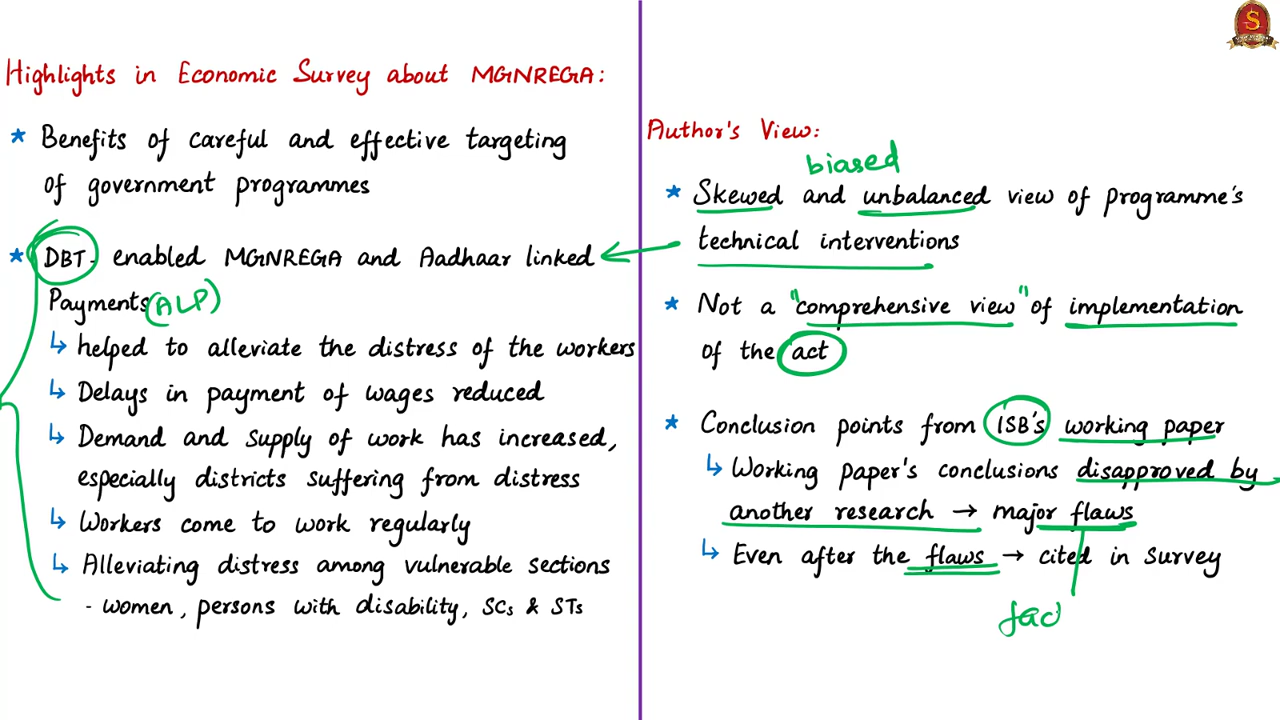 Highlights in Economic Survey about MGNREGA:
* Benefits of careful and effective targeting
of government programmes
* DBT - enabled MGNREGA and Aadhaar linked
Payments (ALP)
↳ helped to alleviate the distress of the workers
↳ Delays in payment of wages reduced
↳ Demand and supply of work has increased,
especially districts suffering from distress
↳ Workers come to work regularly
↳ Alleviating distress among vulnerable sections
- women, persons with disability, SCs & STs
Author's View:
biased
* Skewed and unbalanced view of programme's
technical interventions
* Not a "comprehensive view" of implementation
of the act
* Conclusion points from ISB's working paper
↳ Working paper's conclusions disapproved by
another research → major flaws
↳ Even after the flaws → cited in survey
fac
S